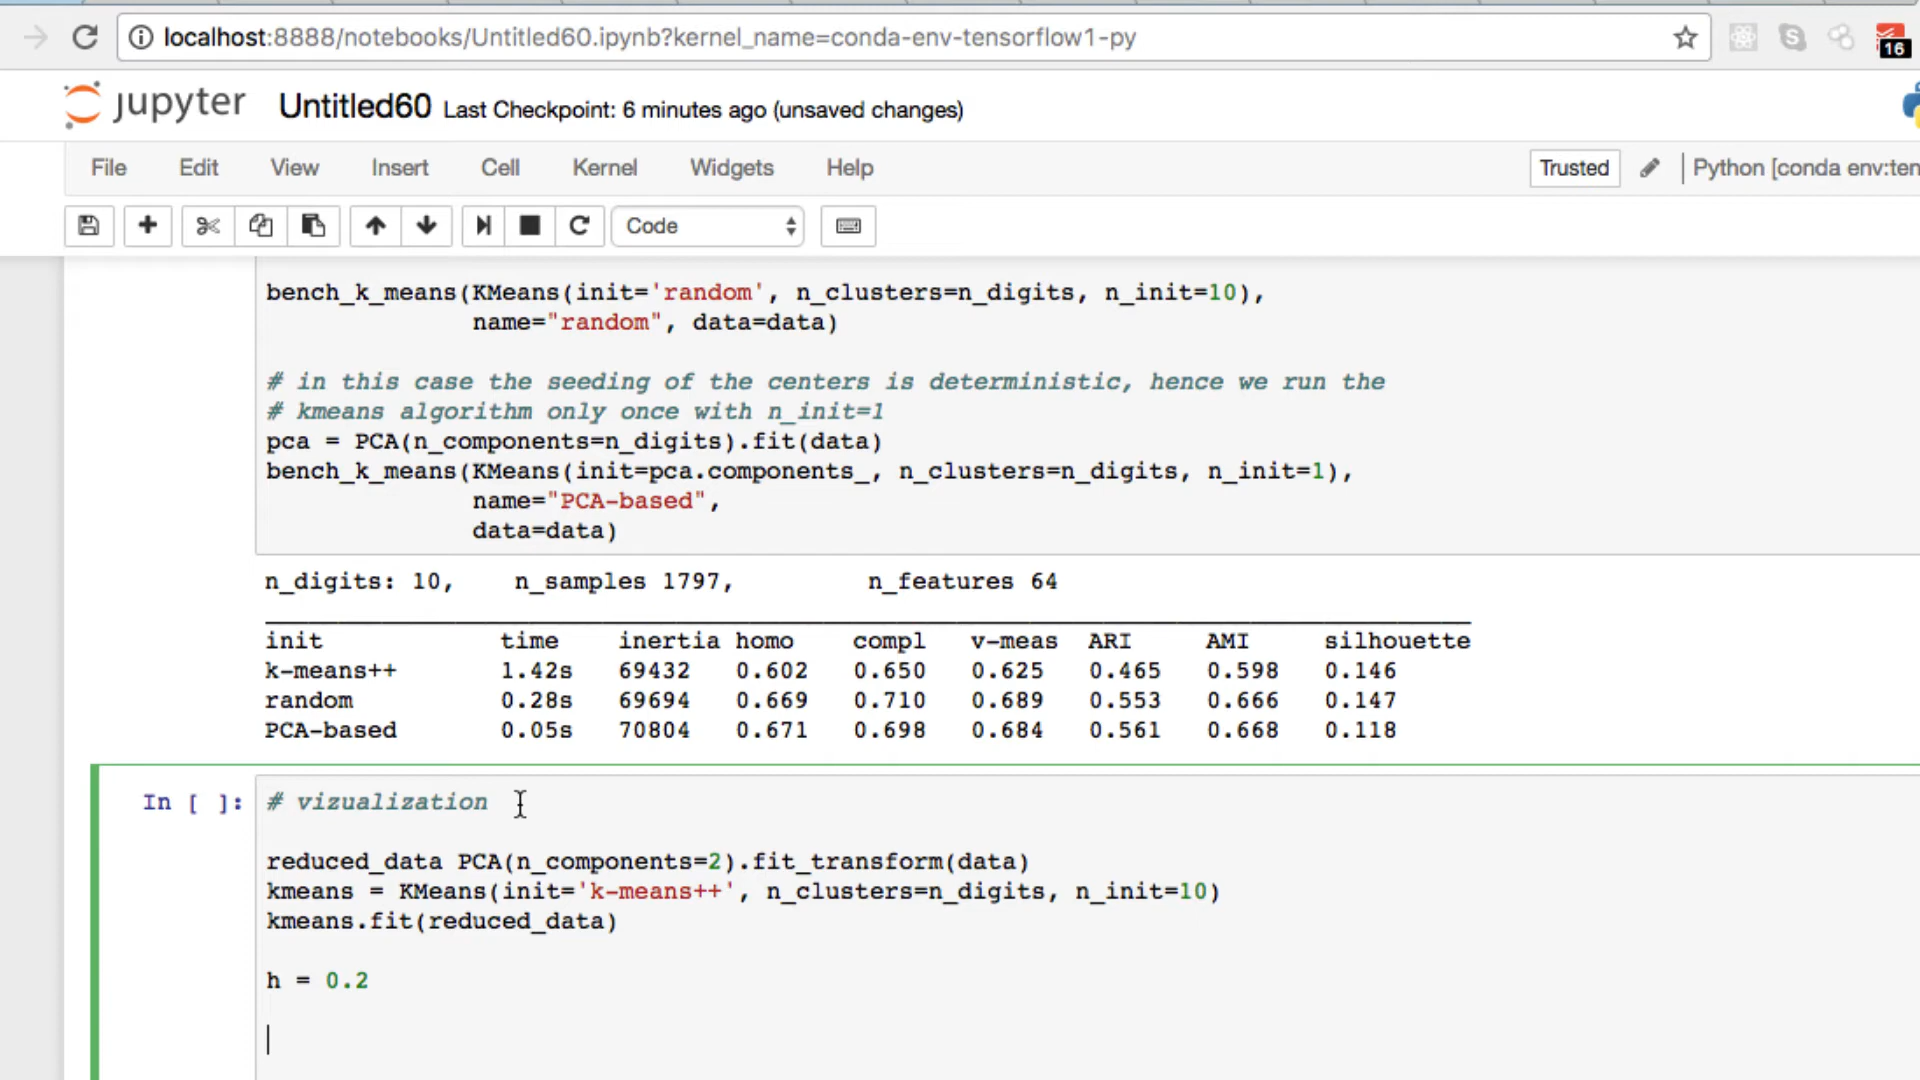 localhost:8888/notebooks/Untitled60.ipynb?kernel_name=conda-env-tensorflow1-py
16
jupyter Untitled60 Last Checkpoint: 6 minutes ago (unsaved changes)
File Edit View Insert Cell Kernel Widgets Help Trusted Python [conda env:ten
Code
bench_k_means(KMeans(init='random', n_clusters=n_digits, n_init=10),
name="random", data=data)
# in this case the seeding of the centers is deterministic, hence we run the
# kmeans algorithm only once with n_init=1
pca = PCA(n_components=n_digits).fit(data)
bench_k_means(KMeans(init=pca.components_, n_clusters=n_digits, n_init=1),
name="PCA-based",
data=data)
n_digits: 10, n_samples 1797, n_features 64
init time inertia homo compl v-meas ARI AMI silhouette
k-means++ 1.42s 69432 0.602 0.650 0.625 0.465 0.598 0.146
random 0.28s 69694 0.669 0.710 0.689 0.553 0.666 0.147
PCA-based 0.05s 70804 0.671 0.698 0.684 0.561 0.668 0.118
In [ ]: # vizualization
reduced_data PCA(n_components=2).fit_transform(data)
kmeans = KMeans(init='k-means++', n_clusters=n_digits, n_init=10)
kmeans.fit(reduced_data)
h = 0.2